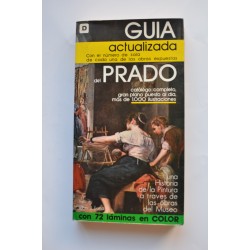 D
GUIA
actualizada
con el número de sala
de cada una de las obras expuestas
del PRADO
catálogo completo,
gran plano puesto al día,
más de 1.000 ilustraciones
una
Historia
de la Pintura
a través de
las obras
del Museo
con 72 láminas en COLOR